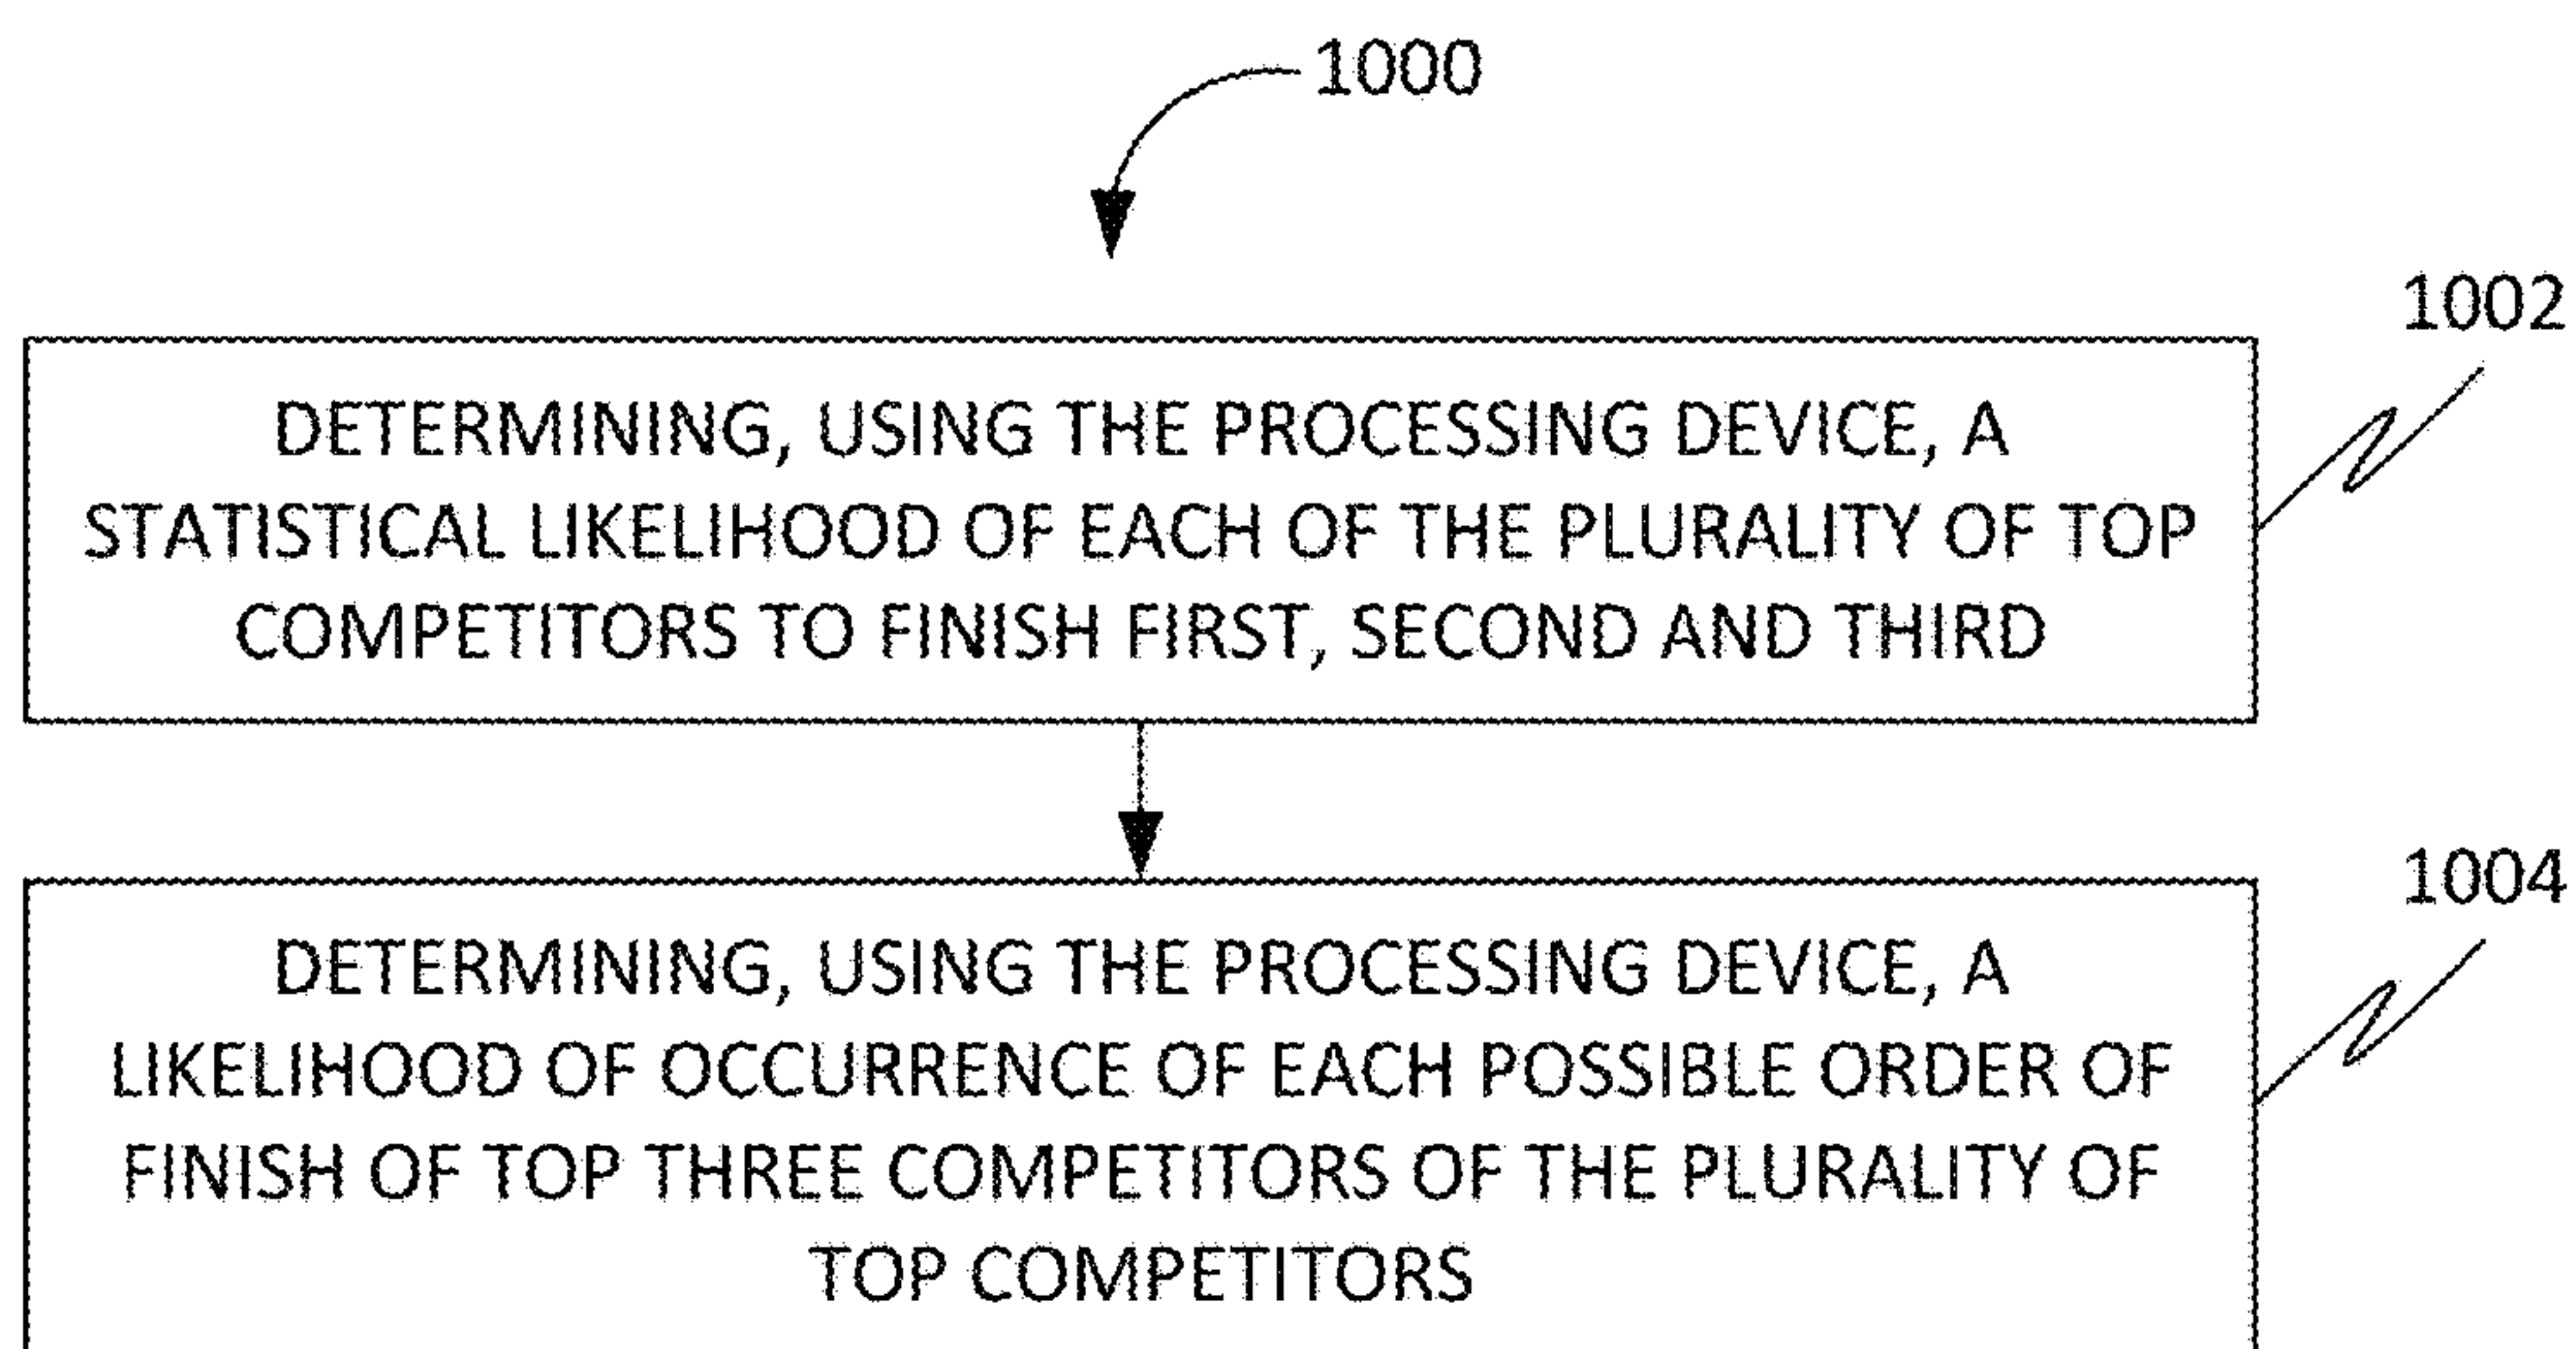 1000
1002
DETERMINING, USING THE PROCESSING DEVICE, A
STATISTICAL LIKELIHOOD OF EACH OF THE PLURALITY OF TOP
COMPETITORS TO FINISH FIRST, SECOND AND THIRD
1004
DETERMINING, USING THE PROCESSING DEVICE, A
LIKELIHOOD OF OCCURRENCE OF EACH POSSIBLE ORDER OF
FINISH OF TOP THREE COMPETITORS OF THE PLURALITY OF
TOP COMPETITORS